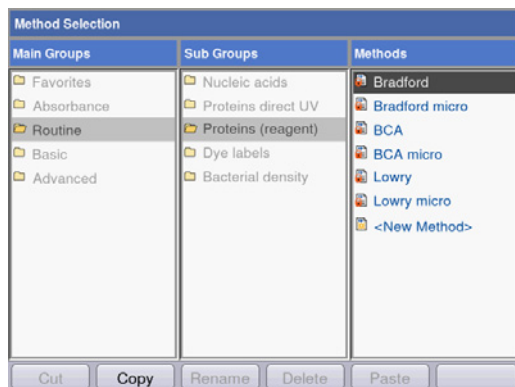 Method Selection
Main Groups
Favorites
Absorbance
Routine
Basic
Advanced
Sub Groups
Nucleic acids
Proteins direct UV
Proteins (reagent)
Dye labels
Bacterial density
Methods
Bradford
Bradford micro
BCA
BCA micro
Lowry
Lowry micro
<New Method>
Cut
Copy
Rename
Delete
Paste